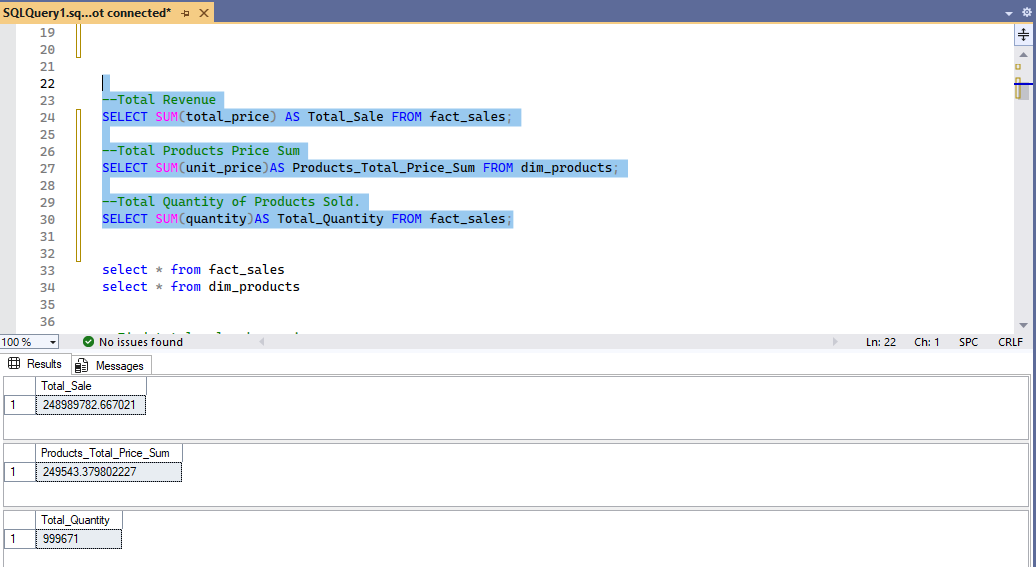 SQLQuery1.sq...ot connected*
19
20
21
22
23 --Total Revenue
24 SELECT SUM(total_price) AS Total_Sale FROM fact_sales;
25
26 --Total Products Price Sum
27 SELECT SUM(unit_price)AS Products_Total_Price_Sum FROM dim_products;
28
29 --Total Quantity of Products Sold.
30 SELECT SUM(quantity)AS Total_Quantity FROM fact_sales;
31
32
33 select * from fact_sales
34 select * from dim_products
35
36
100 % No issues found Ln: 22 Ch: 1 SPC CRLF
Results Messages
Total_Sale
1 248989782.667021
Products_Total_Price_Sum
1 249543.379802227
Total_Quantity
1 999671